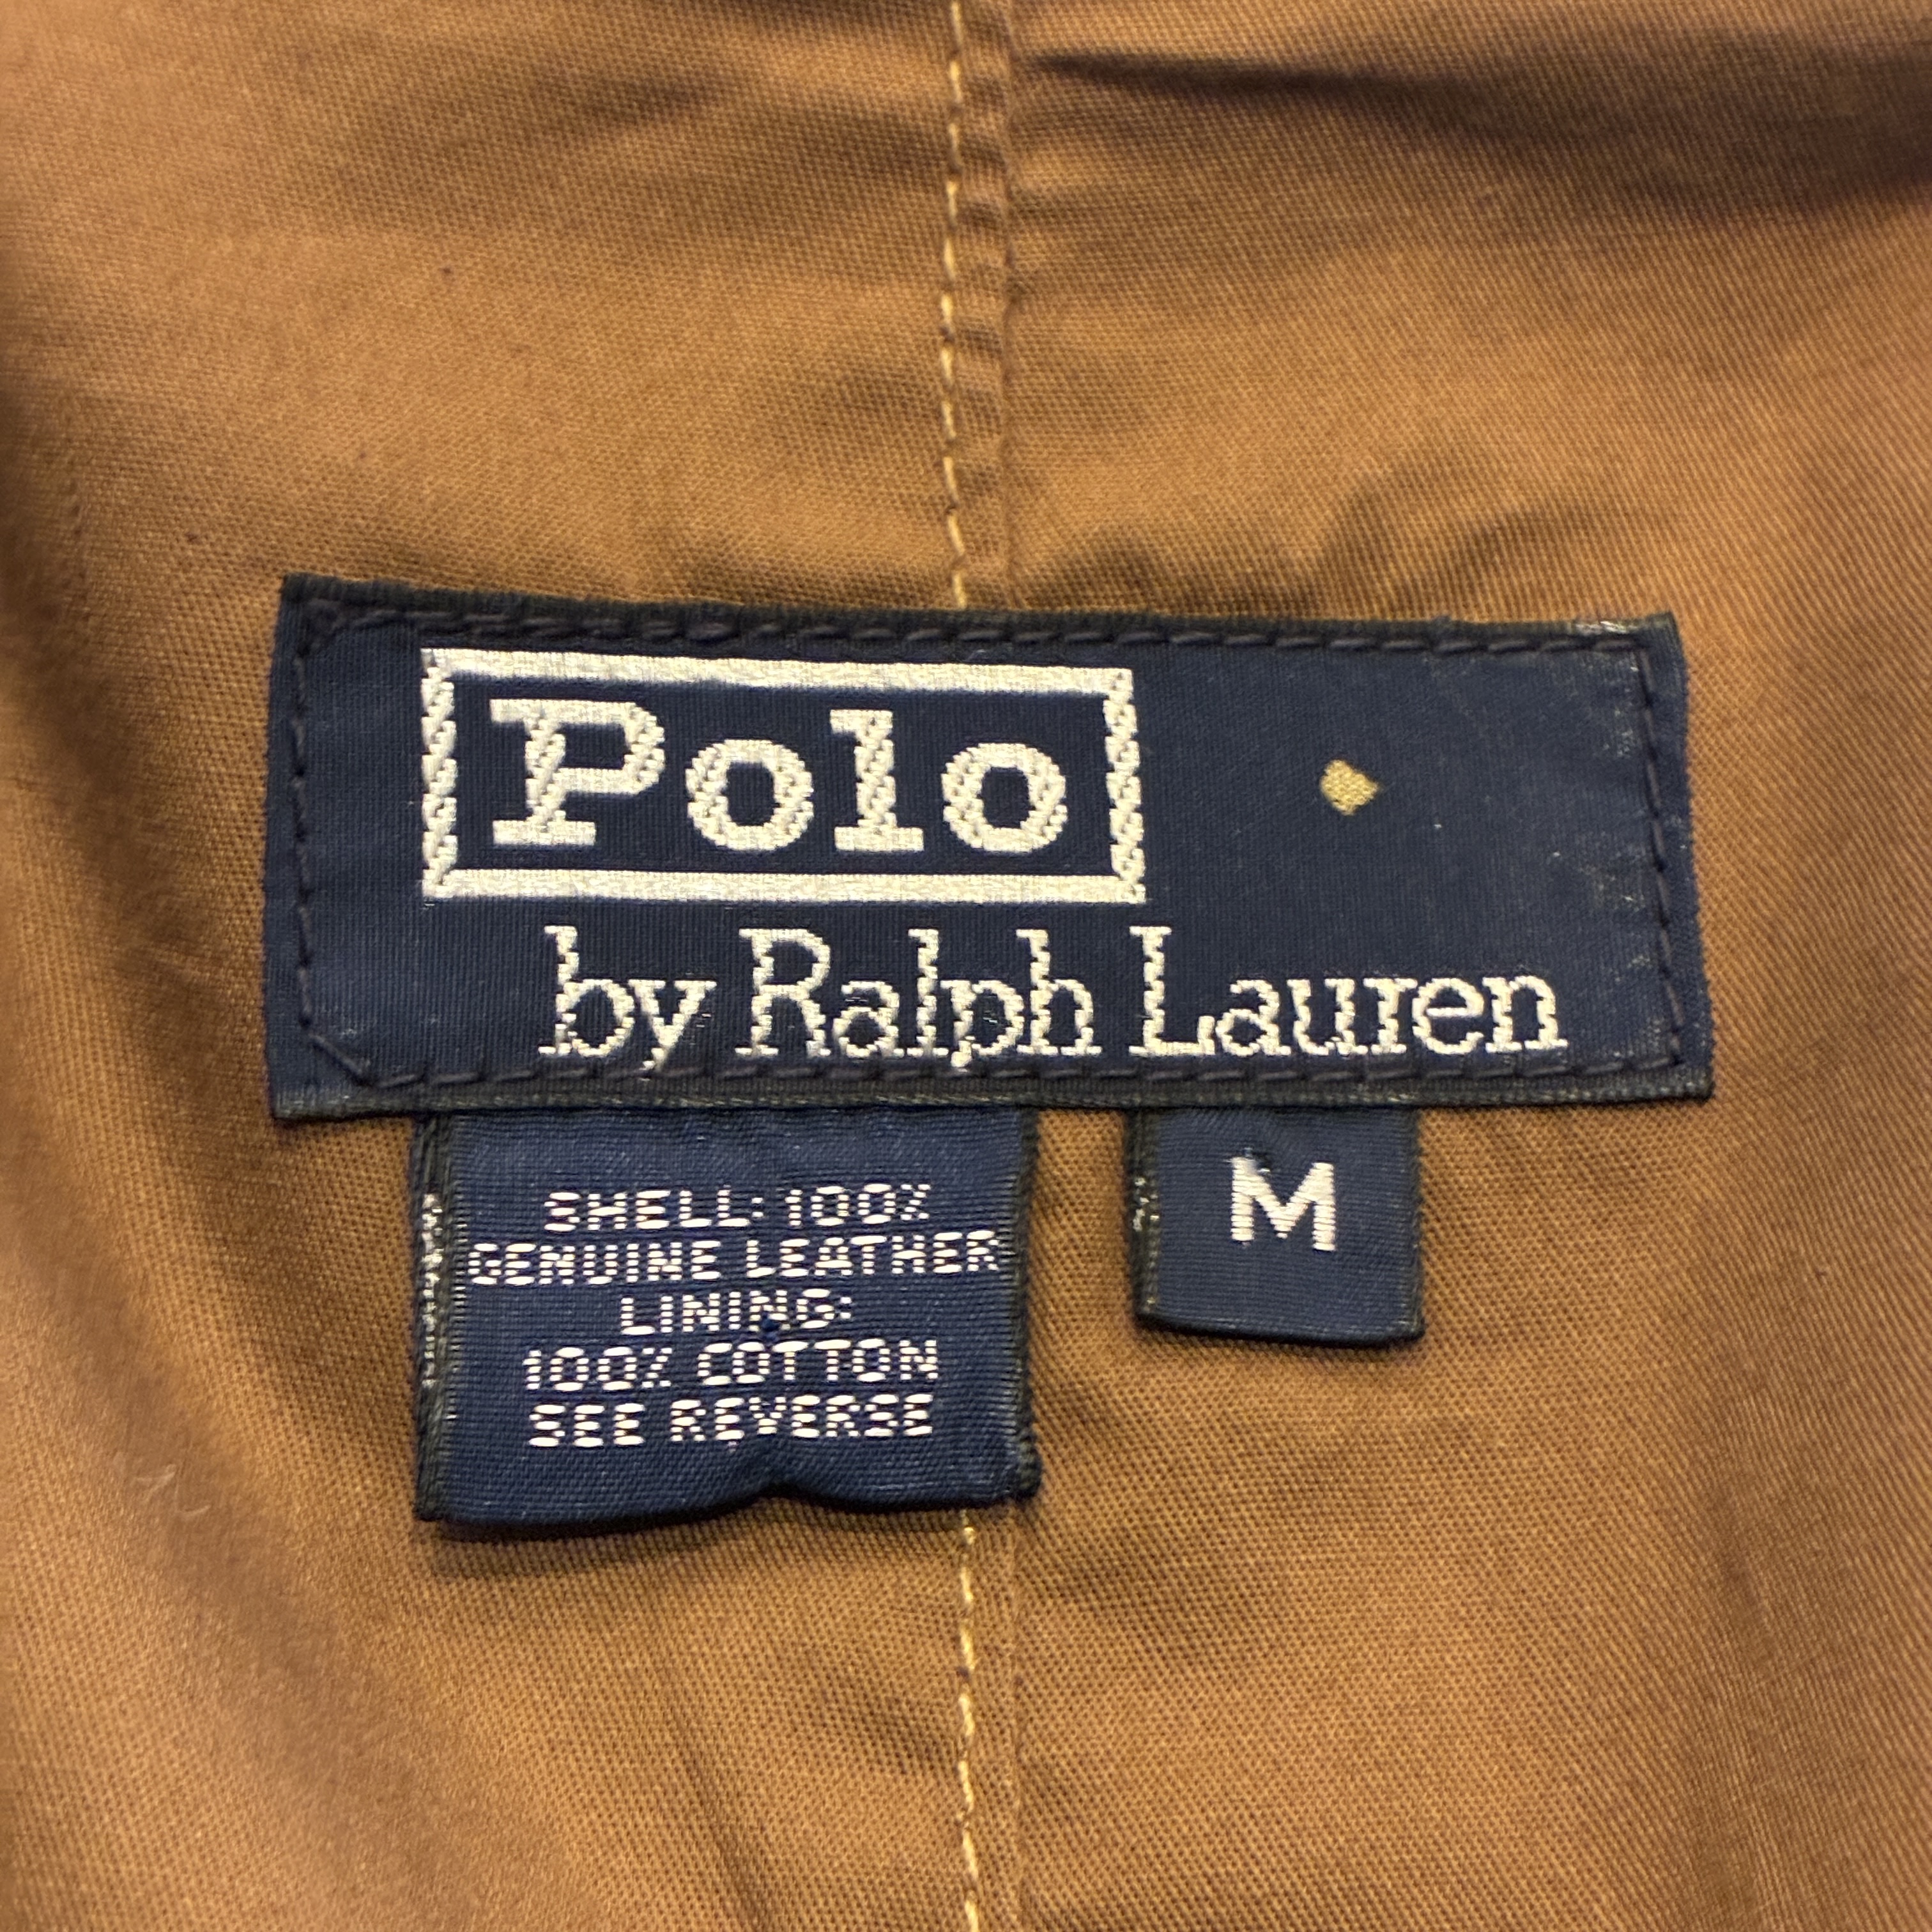 Polo
by Ralph Lauren
SHELL: 100%
GENUINE LEATHER
LINING:
100% COTTON
SEE REVERSE
M